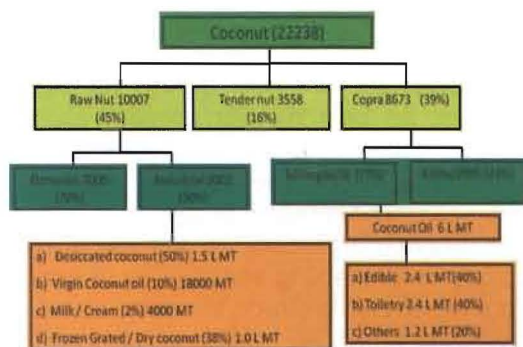 Coconut (22238)
Raw Nut 10007
(45%)
Tender nut 3558
(16%)
Copra 8673 (39%)
Coconut Oil 6 L MT
a) Desiccated coconut (50%) 1.5 L MT
b) Virgin Coconut oil (10%) 18000 MT
c) Milk / Cream (2%) 4000 MT
d) Frozen Grated / Dry coconut (38%) 1.0 L MT
a) Edible 2.4 L MT(40%)
b) Toiletry 2.4 L MT (40%)
c) Others 1.2 L MT (20%)